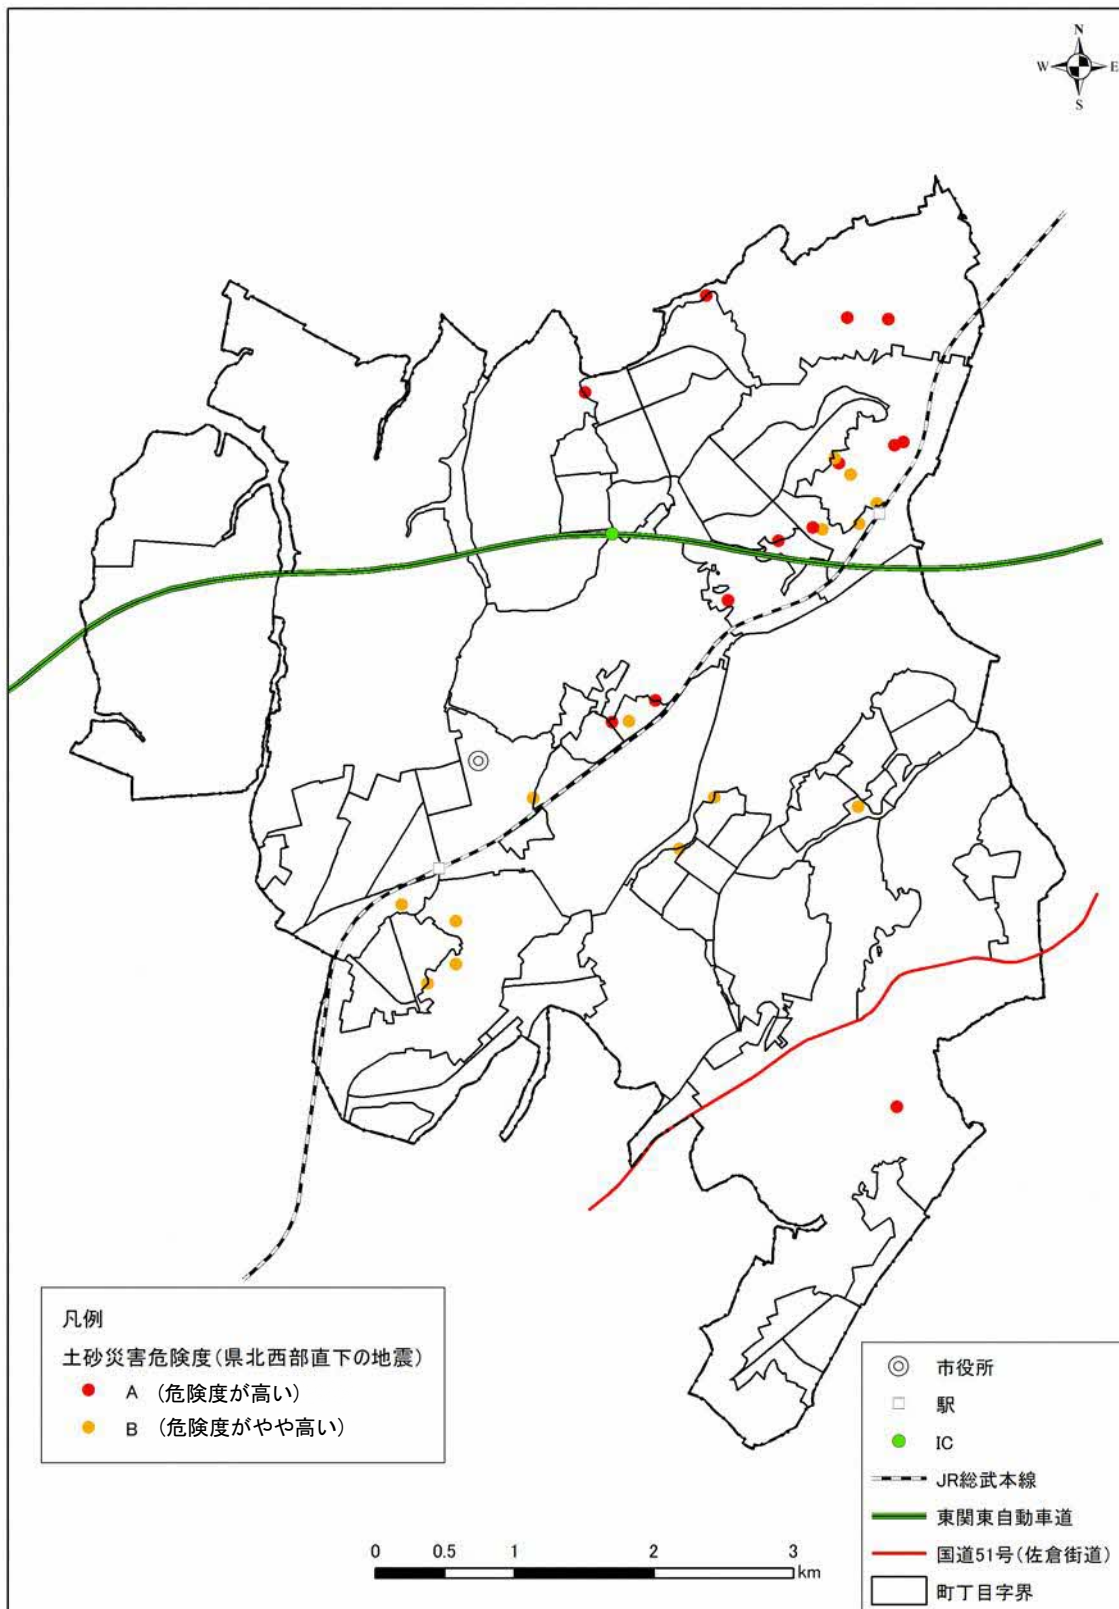 N
W E
S
凡例
土砂災害危険度(県北西部直下の地震)
A (危険度が高い)
B (危険度がやや高い)
0 0.5 1 2 3
km
市役所
駅
IC
JR総武本線
東関東自動車道
国道51号(佐倉街道)
町丁目字界